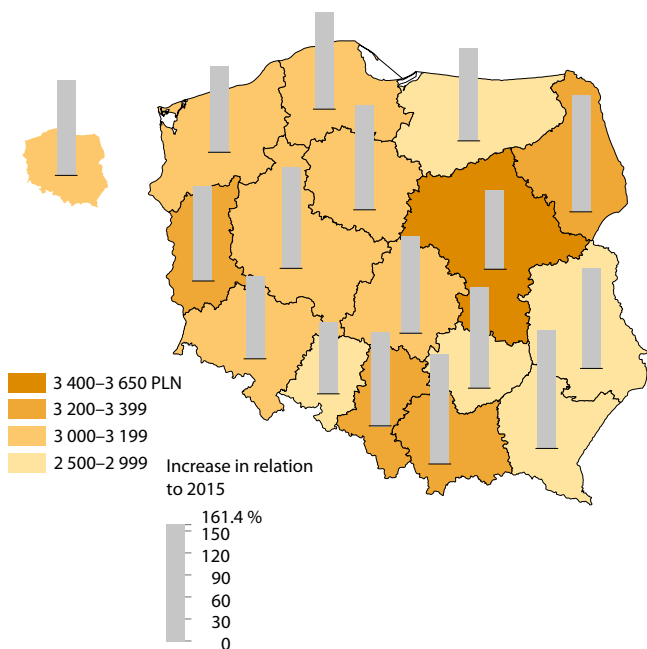 3 400–3 650 PLN
3 200–3 399
3 000–3 199
2 500–2 999
Increase in relation
to 2015
161.4 %
150
120
90
60
30
0